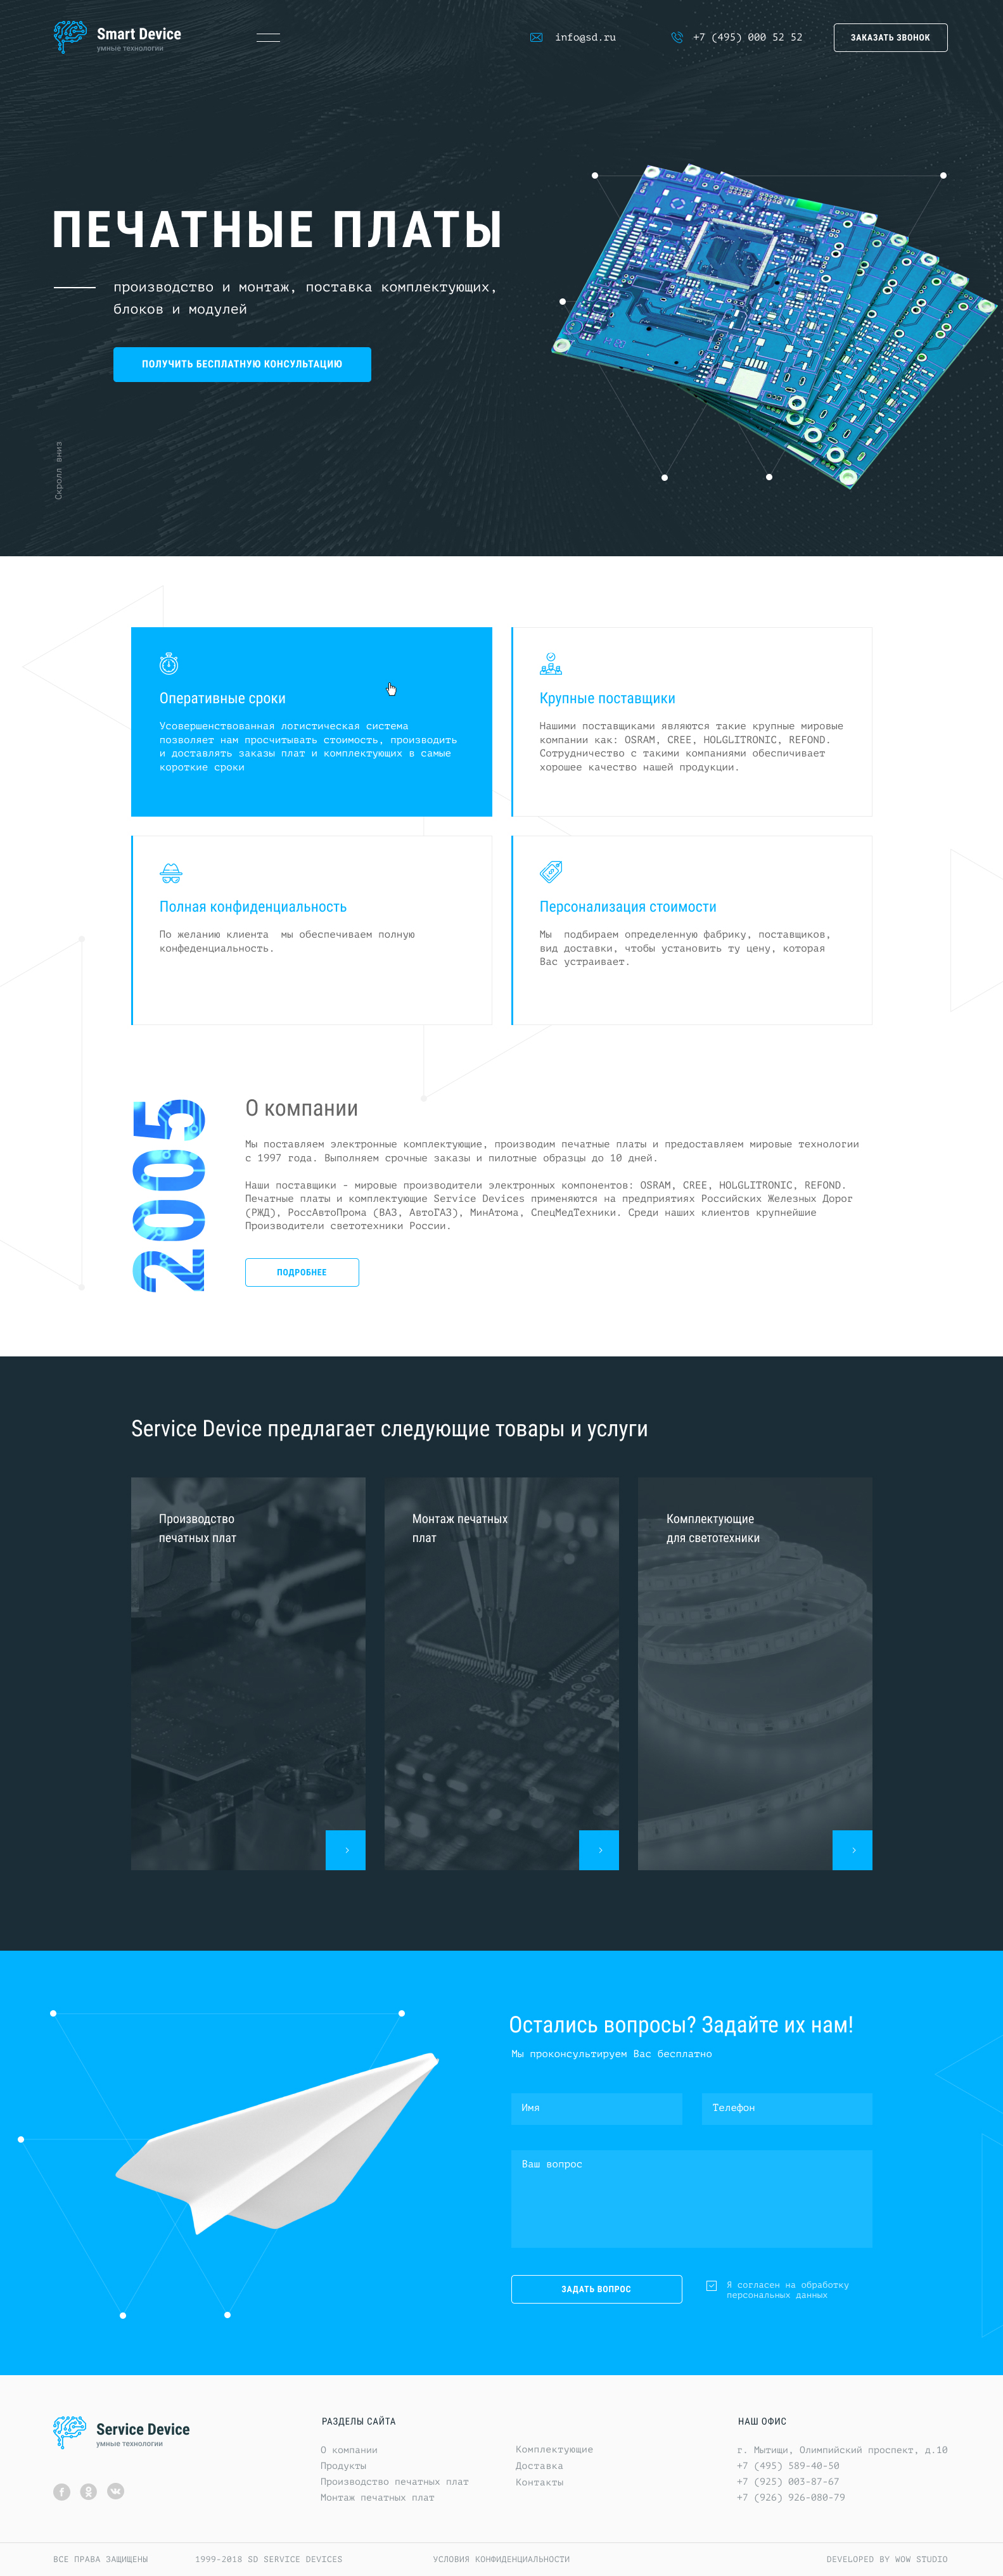 Smart Device
умные технологии
info@sd.ru
+7 (495) 000 52 52
ЗАКАЗАТЬ ЗВОНОК
ПЕЧАТНЫЕ ПЛАТЫ
производство и монтаж, поставка комплектующих,
блоков и модулей
ПОЛУЧИТЬ БЕСПЛАТНУЮ КОНСУЛЬТАЦИЮ
Скролл вниз
Оперативные сроки
Усовершенствованная логистическая система
позволяет нам просчитывать стоимость, производить
и доставлять заказы плат и комплектующих в самые
короткие сроки
Крупные поставщики
Нашими поставщиками являются такие крупные мировые
компании как: OSRAM, CREE, HOLGLITRONIC, REFOND.
Сотрудничество с такими компаниями обеспичивает
хорошее качество нашей продукции.
Полная конфиденциальность
По желанию клиента  мы обеспечиваем полную
конфеденциальность.
Персонализация стоимости
Мы  подбираем определенную фабрику, поставщиков,
вид доставки, чтобы установить ту цену, которая
Вас устраивает.
2005
О компании
Мы поставляем электронные комплектующие, производим печатные платы и предоставляем мировые технологии
с 1997 года. Выполняем срочные заказы и пилотные образцы до 10 дней.
Наши поставщики - мировые производители электронных компонентов: OSRAM, CREE, HOLGLITRONIC, REFOND.
Печатные платы и комплектующие Service Devices применяются на предприятиях Российских Железных Дорог
(РЖД), РоссАвтоПрома (ВАЗ, АвтоГАЗ), МинАтома, СпецМедТехники. Среди наших клиентов крупнейшие
Производители светотехники России.
ПОДРОБНЕЕ
Service Device предлагает следующие товары и услуги
Производство
печатных плат
Монтаж печатных
плат
Комплектующие
для светотехники
Остались вопросы? Задайте их нам!
Мы проконсультируем Вас бесплатно
Имя
Телефон
Ваш вопрос
ЗАДАТЬ ВОПРОС
Я согласен на обработку
персональных данных
Service Device
умные технологии
РАЗДЕЛЫ САЙТА
О компании
Продукты
Производство печатных плат
Монтаж печатных плат
Комплектующие
Доставка
Контакты
НАШ ОФИС
г. Мытищи, Олимпийский проспект, д.10
+7 (495) 589-40-50
+7 (925) 003-87-67
+7 (926) 926-080-79
ВСЕ ПРАВА ЗАЩИЩЕНЫ
1999-2018 SD SERVICE DEVICES
УСЛОВИЯ КОНФИДЕНЦИАЛЬНОСТИ
DEVELOPED BY WOW STUDIO